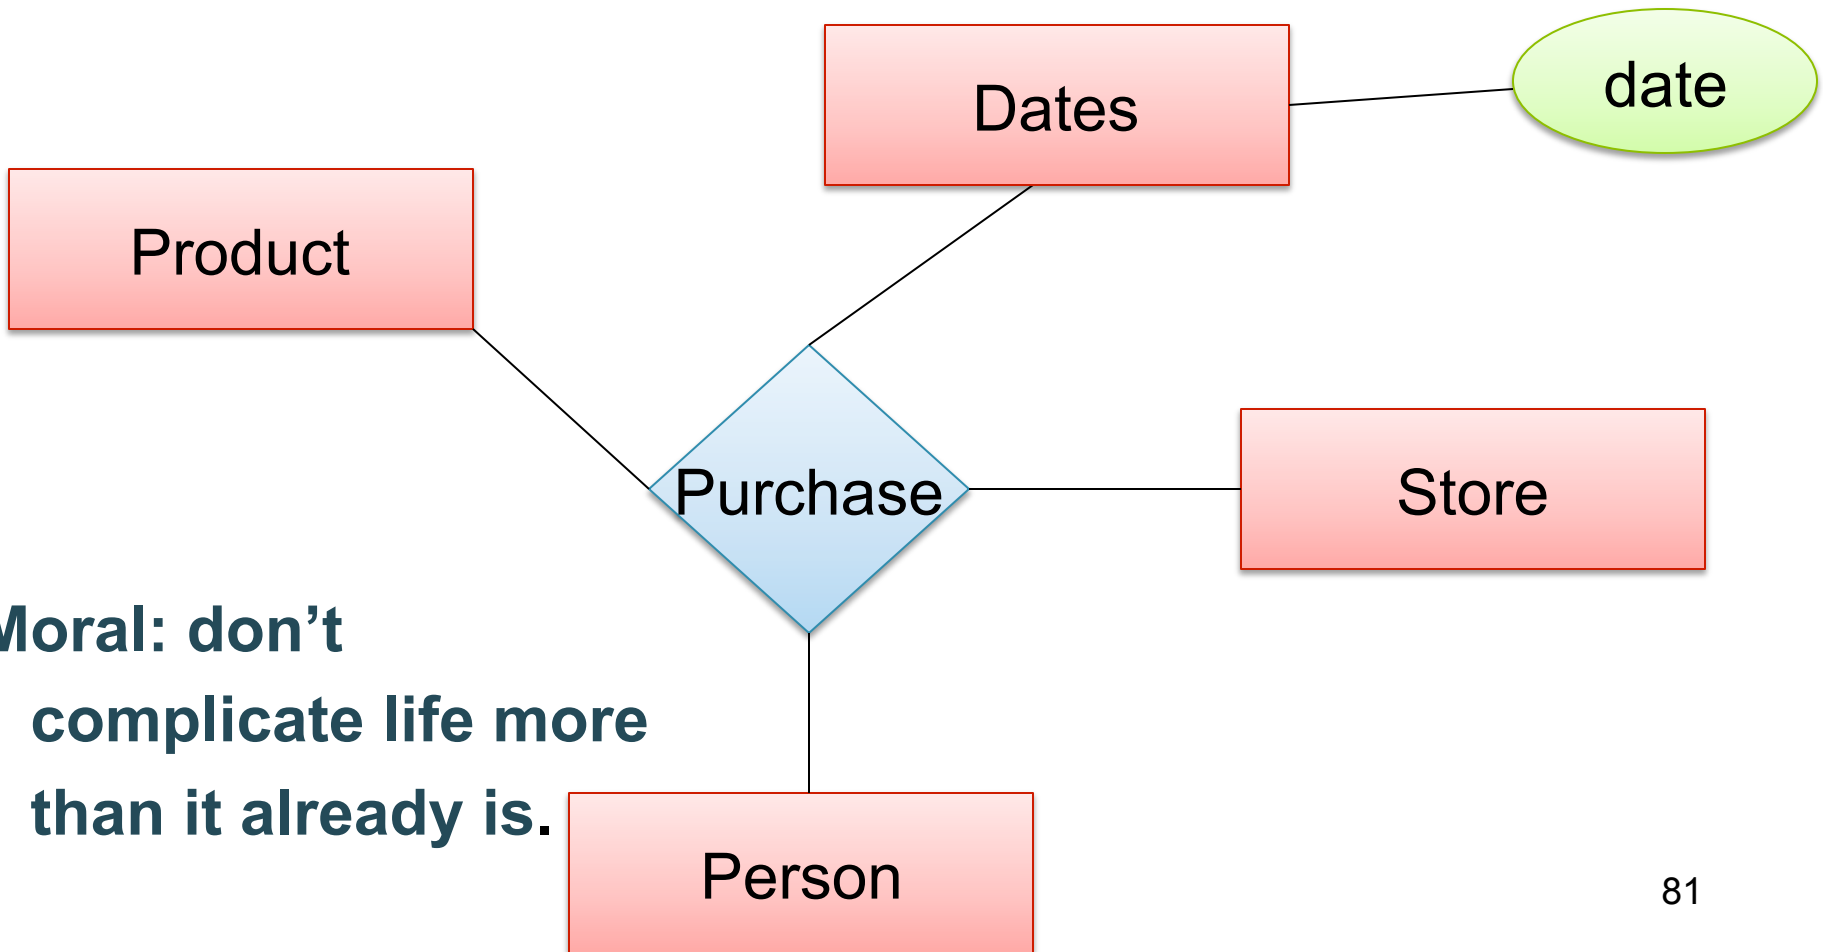 Dates
date
Product
Purchase
Store
Moral: don’t
complicate life more
than it already is.
Person
81